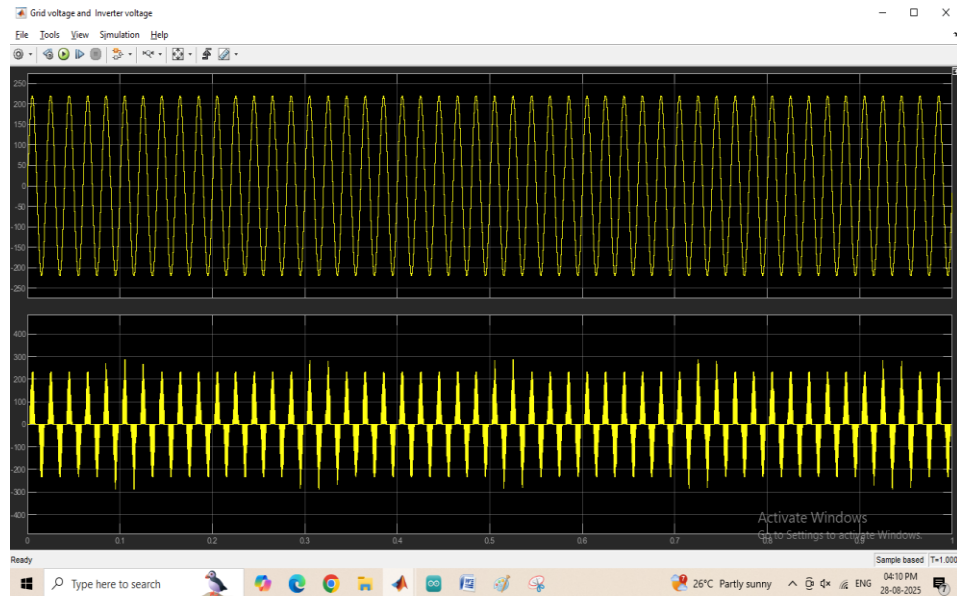 Grid voltage and Inverter voltage
File Tools View Simulation Help
250
200
150
100
50
0
-50
-100
-150
-200
-250
400
300
200
100
0
-100
-200
-300
-400
0 0.1 0.2 0.3 0.4 0.5 0.6 0.7 0.8 0.9 1
Activate Windows
Go to Settings to activate Windows.
Ready
Sample based T=1.000
Type here to search
26°C Partly sunny
ENG
04:10 PM
28-08-2025
7